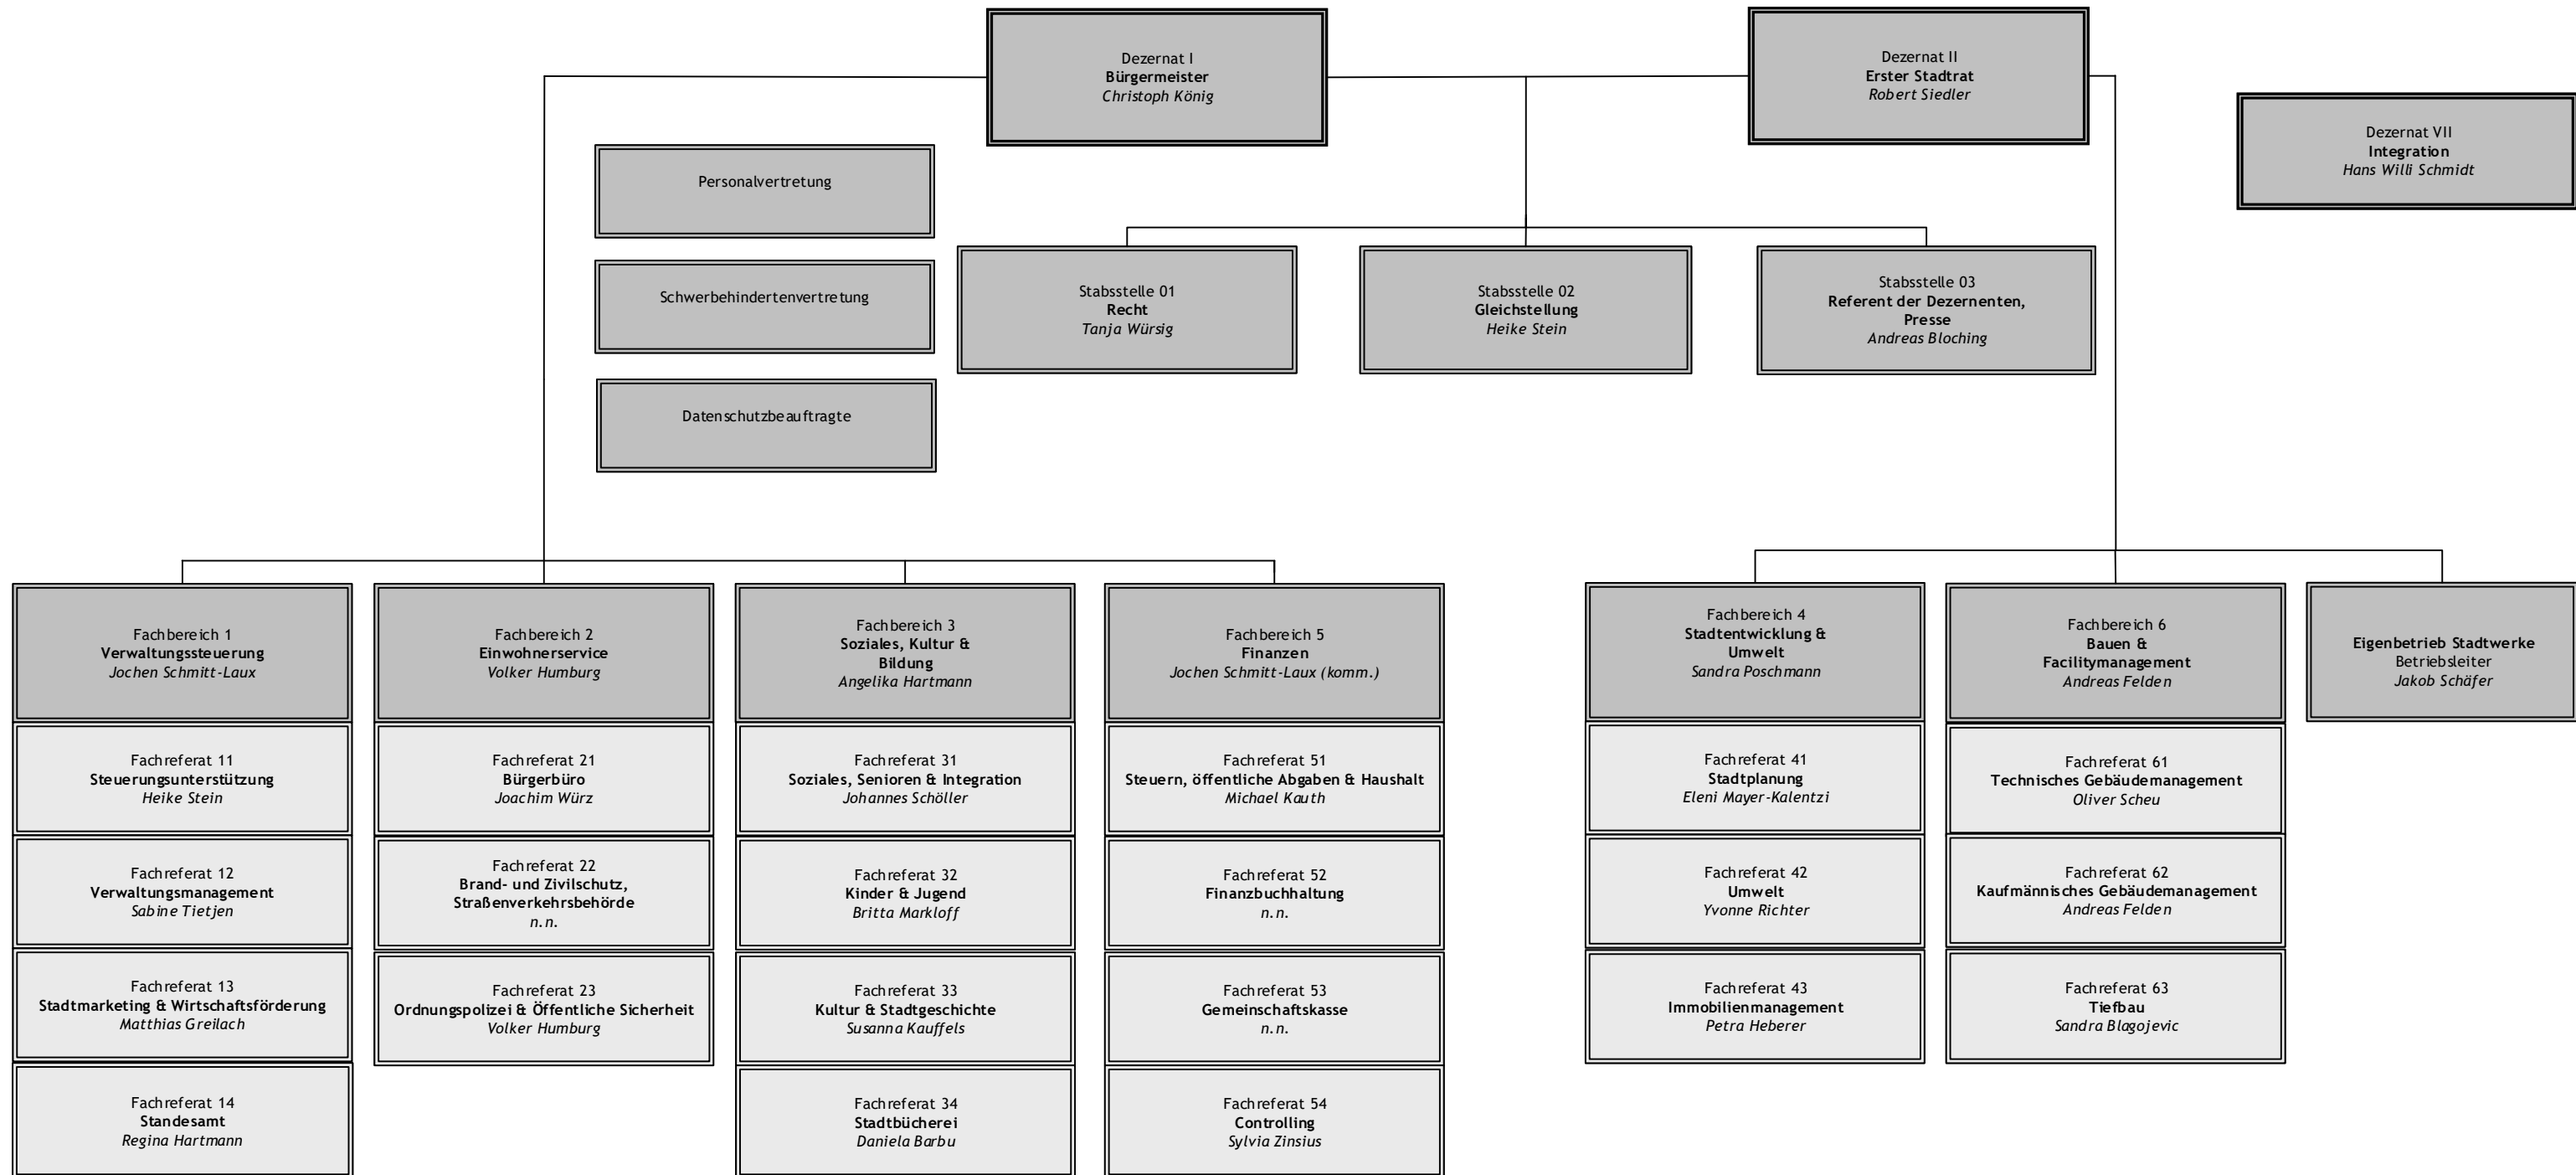 Dezernat I
Bürgermeister
Christoph König
Dezernat II
Erster Stadtrat
Robert Siedler
Dezernat VII
Integration
Hans Willi Schmidt
Personalvertretung
Schwerbehindertenvertretung
Datenschutzbeauftragte
Stabsstelle 01
Recht
Tanja Würsig
Stabsstelle 02
Gleichstellung
Heike Stein
Stabsstelle 03
Referent der Dezernenten,
Presse
Andreas Bloching
Fachbereich 1
Verwaltungssteuerung
Jochen Schmitt-Laux
Fachreferat 11
Steuerungsunterstützung
Heike Stein
Fachreferat 12
Verwaltungsmanagement
Sabine Tietjen
Fachreferat 13
Stadtmarketing & Wirtschaftsförderung
Matthias Greilach
Fachreferat 14
Standesamt
Regina Hartmann
Fachbereich 2
Einwohnerservice
Volker Humburg
Fachreferat 21
Bürgerbüro
Joachim Würz
Fachreferat 22
Brand- und Zivilschutz,
Straßenverkehrsbehörde
n.n.
Fachreferat 23
Ordnungspolizei & Öffentliche Sicherheit
Volker Humburg
Fachbereich 3
Soziales, Kultur &
Bildung
Angelika Hartmann
Fachreferat 31
Soziales, Senioren & Integration
Johannes Schöller
Fachreferat 32
Kinder & Jugend
Britta Markloff
Fachreferat 33
Kultur & Stadtgeschichte
Susanna Kauffels
Fachreferat 34
Stadtbücherei
Daniela Barbu
Fachbereich 5
Finanzen
Jochen Schmitt-Laux (komm.)
Fachreferat 51
Steuern, öffentliche Abgaben & Haushalt
Michael Kauth
Fachreferat 52
Finanzbuchhaltung
n.n.
Fachreferat 53
Gemeinschaftskasse
n.n.
Fachreferat 54
Controlling
Sylvia Zinsius
Fachbereich 4
Stadtentwicklung &
Umwelt
Sandra Poschmann
Fachreferat 41
Stadtplanung
Eleni Mayer-Kalentzi
Fachreferat 42
Umwelt
Yvonne Richter
Fachreferat 43
Immobilienmanagement
Petra Heberer
Fachbereich 6
Bauen &
Facilitymanagement
Andreas Felden
Fachreferat 61
Technisches Gebäudemanagement
Oliver Scheu
Fachreferat 62
Kaufmännisches Gebäudemanagement
Andreas Felden
Fachreferat 63
Tiefbau
Sandra Blagojevic
Eigenbetrieb Stadtwerke
Betriebsleiter
Jakob Schäfer